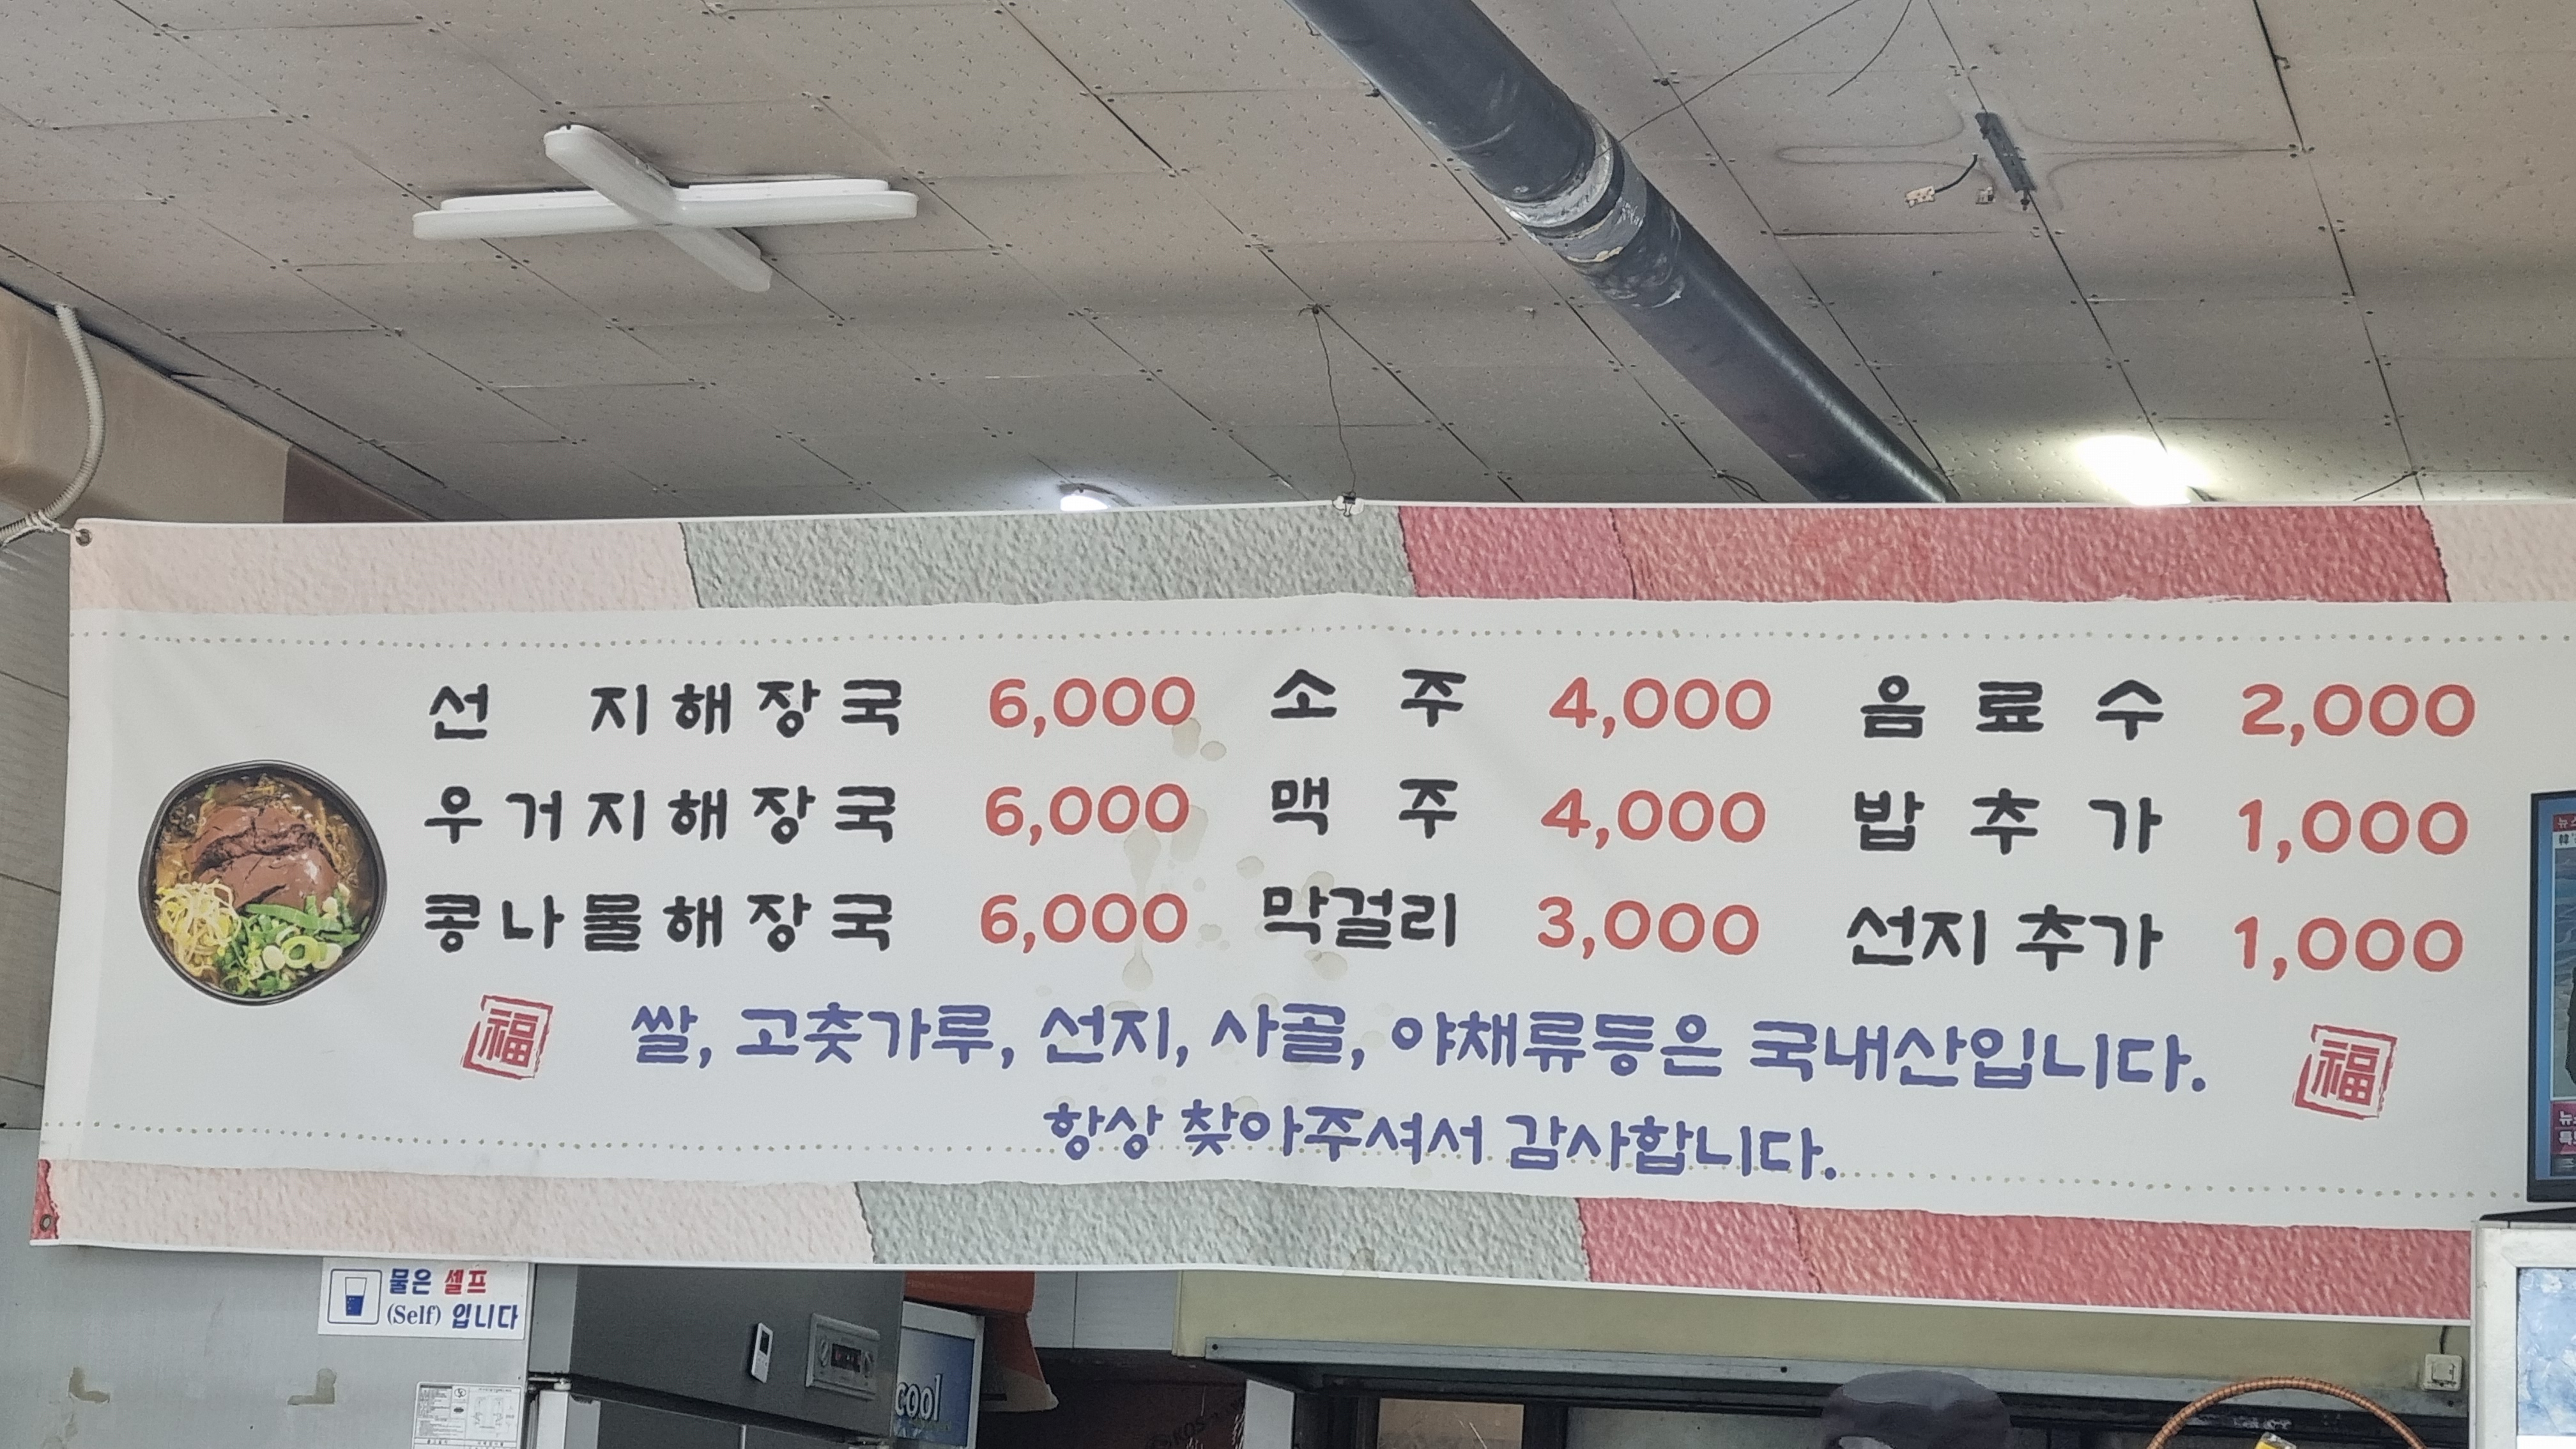 선 지해장국 6,000 소 주 4,000 음 료 수 2,000
우거지해장국 6,000 맥 주 4,000 밥 추 가 1,000
콩나물해장국 6,000 막걸리 3,000 선지 추가 1,000
福 쌀, 고춧가루, 선지, 사골, 야채류등은 국내산입니다. 福
항상 찾아주셔서 감사합니다.
물은 셀프
(Self) 입니다
cool